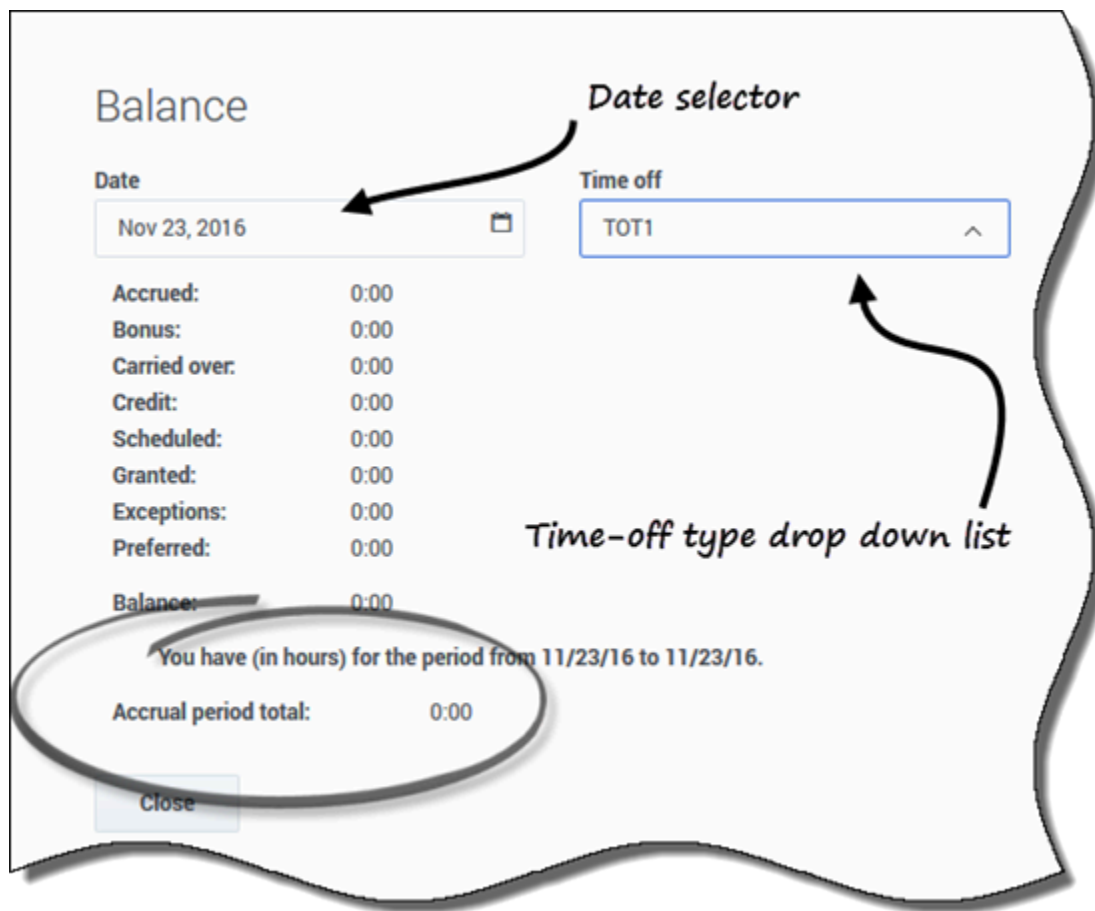 Balance
Date selector
Date
Time off
Nov 23, 2016
TOT1
Accrued: 0:00
Bonus: 0:00
Carried over: 0:00
Credit: 0:00
Scheduled: 0:00
Granted: 0:00
Exceptions: 0:00
Preferred: 0:00
Time-off type drop down list
Balance: 0:00
You have (in hours) for the period from 11/23/16 to 11/23/16.
Accrual period total: 0:00
Close